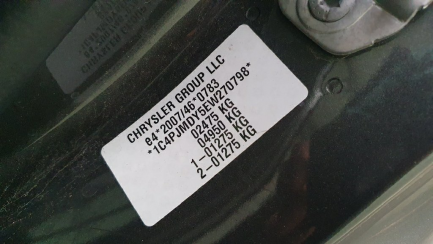 CHRYSLER GROUP LLC
e4*2007/46*0783
*1C4PJMDY5EW270798*
02475 KG
04950 KG
1-01275 KG
2-01275 KG